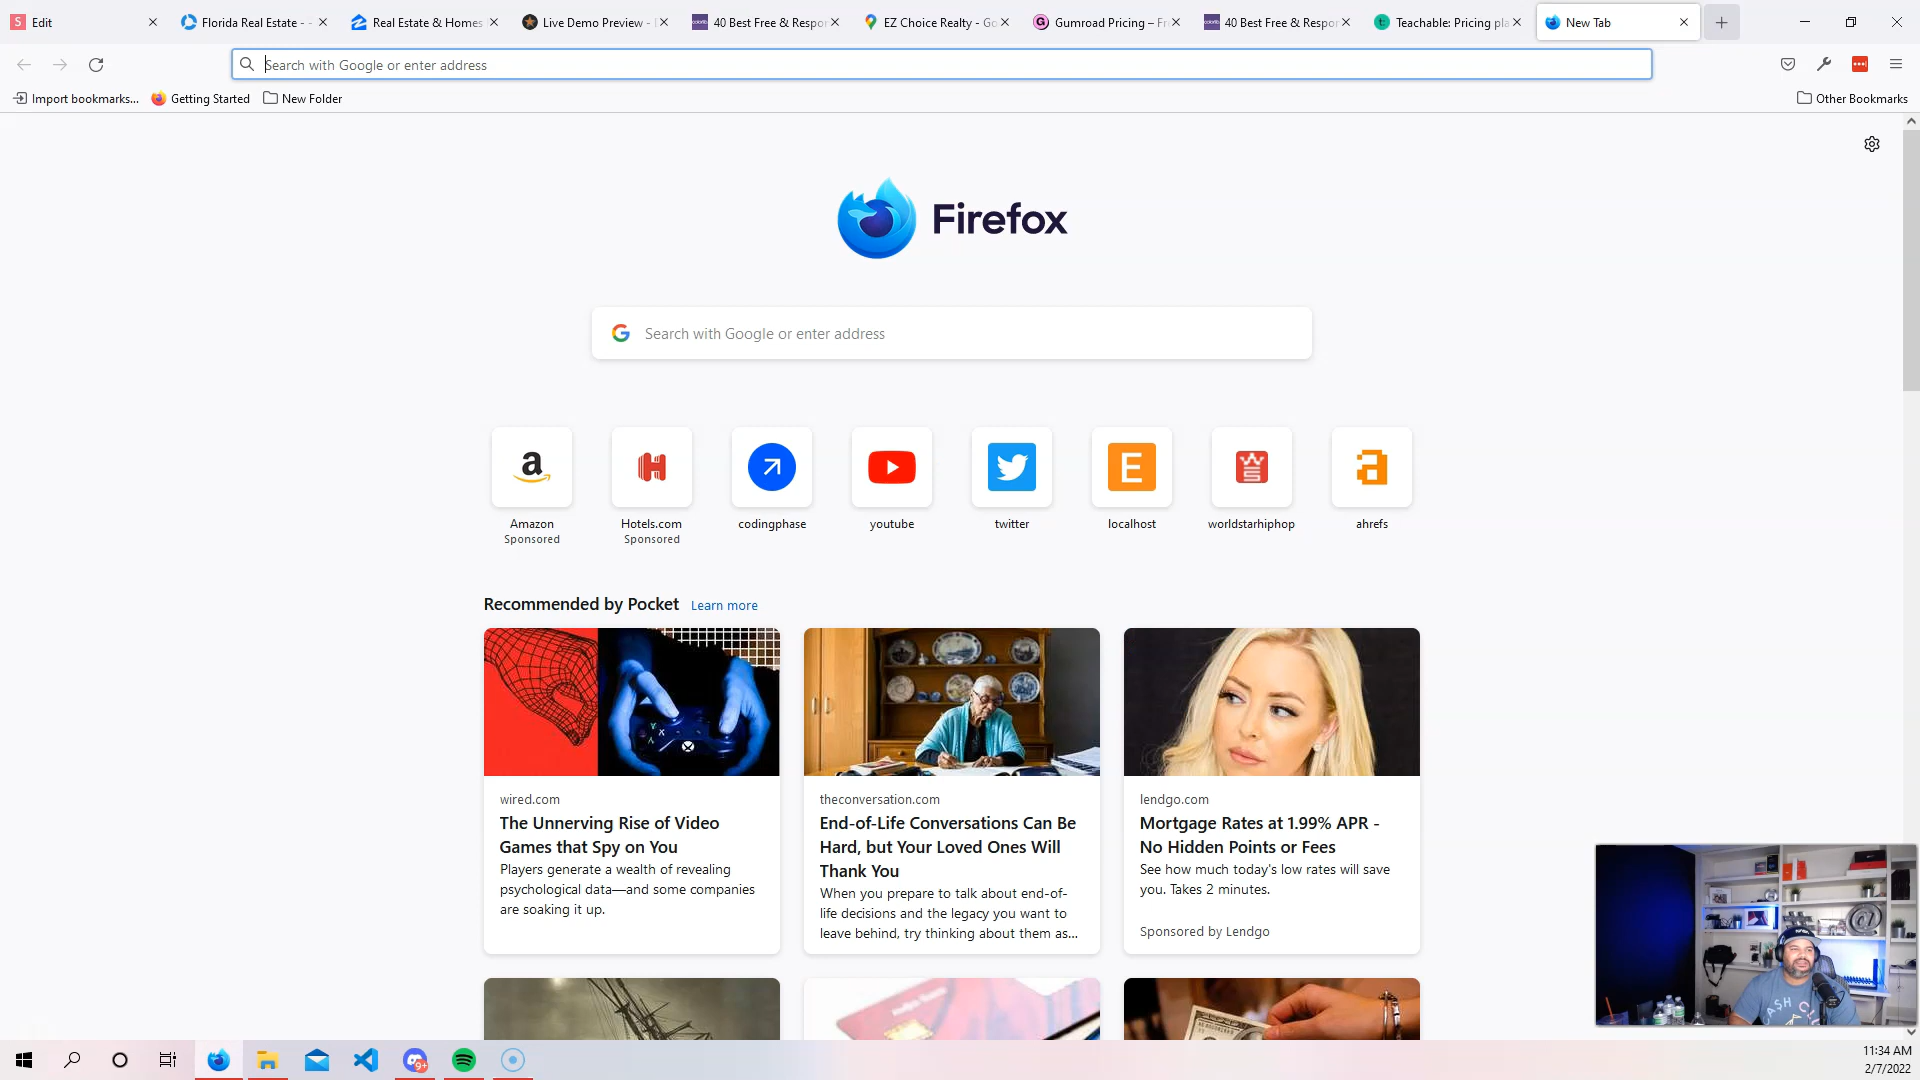 Edit
Florida Real Estate -
Real Estate & Homes
Live Demo Preview -
40 Best Free & Respor
EZ Choice Realty - Go
Gumroad Pricing – Fr
40 Best Free & Respor
Teachable: Pricing pla
New Tab
Search with Google or enter address
Import bookmarks...
Getting Started
New Folder
Other Bookmarks
Firefox
Search with Google or enter address
Amazon
Sponsored
Hotels.com
Sponsored
codingphase
youtube
twitter
localhost
worldstarhiphop
ahrefs
Recommended by Pocket Learn more
wired.com
The Unnerving Rise of Video
Games that Spy on You
Players generate a wealth of revealing
psychological data—and some companies
are soaking it up.
theconversation.com
End-of-Life Conversations Can Be
Hard, but Your Loved Ones Will
Thank You
When you prepare to talk about end-of-
life decisions and the legacy you want to
leave behind, try thinking about them as...
lendgo.com
Mortgage Rates at 1.99% APR -
No Hidden Points or Fees
See how much today's low rates will save
you. Takes 2 minutes.
Sponsored by Lendgo
11:34 AM
2/7/2022